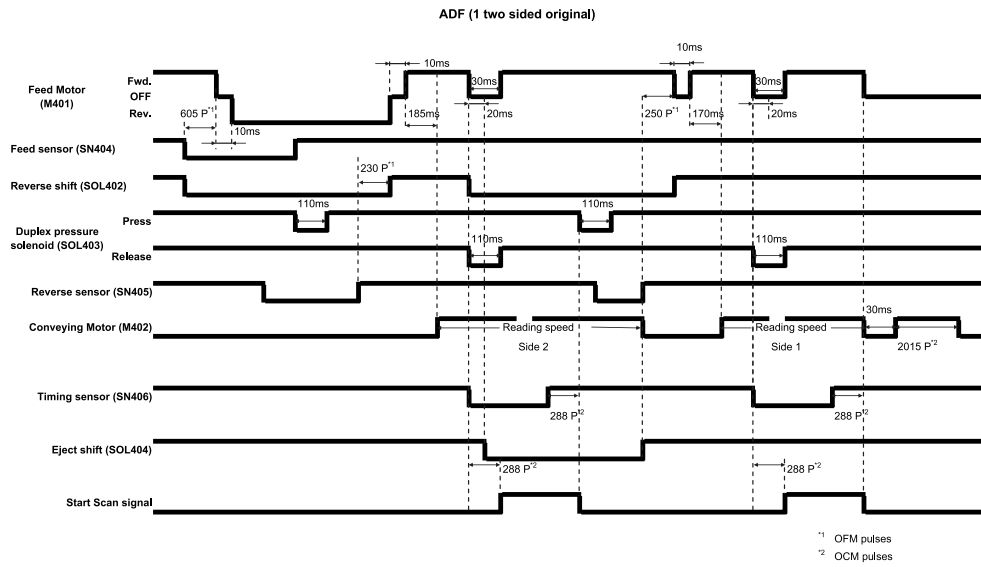 ADF (1 two sided original)
10ms
10ms
Fwd.
30ms
30ms
Feed Motor
(M401)
OFF
Rev.
605 P*1
10ms
185ms
20ms
250 P*1
170ms
20ms
Feed sensor (SN404)
230 P*1
Reverse shift (SOL402)
Press
110ms
110ms
Duplex pressure
solenoid (SOL403)
110ms
110ms
Release
Reverse sensor (SN405)
Conveying Motor (M402)
Reading speed
Reading speed
30ms
Side 2
Side 1
2015 P*2
Timing sensor (SN406)
288 P*2
288 P*2
Eject shift (SOL404)
288 P*2
288 P*2
Start Scan signal
*1 OFM pulses
*2 OCM pulses